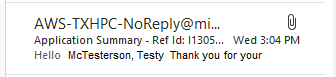 AWS-TXHPC-NoReply@mi...
Application Summary - Ref Id: I1305... Wed 3:04 PM
Hello McTesterson, Testy Thank you for your